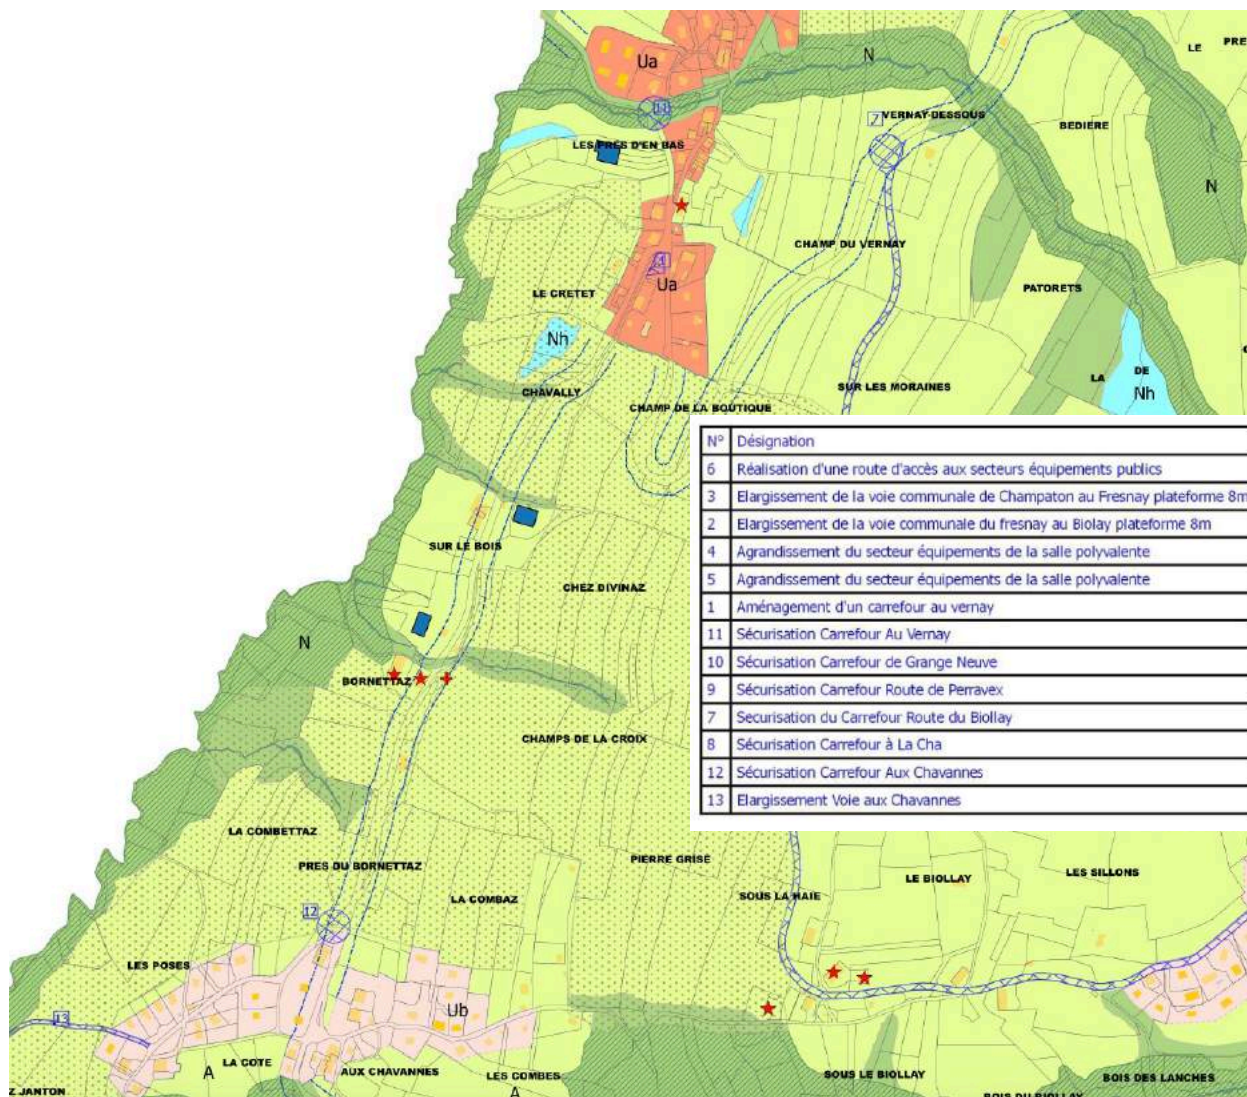 Ua
N
LE PRE
11
7
VERNAY-DESSOUS
BEDIERE
LES PRES D'EN BAS
N
CHAMP DU VERNAY
Ua
PATORETS
LE CRETET
Nh
LA DE
Nh
CHAVALLY
SUR LES MORAINES
CHAMP DE LA BOUTIQUE
N° Désignation
6 Réalisation d'une route d'accès aux secteurs équipements publics
3 Elargissement de la voie communale de Champaton au Fresnay plateforme 8m
2 Elargissement de la voie communale du fresnay au Biolay plateforme 8m
4 Agrandissement du secteur équipements de la salle polyvalente
5 Agrandissement du secteur équipements de la salle polyvalente
1 Aménagement d'un carrefour au vernay
11 Sécurisation Carrefour Au Vernay
10 Sécurisation Carrefour de Grange Neuve
9 Sécurisation Carrefour Route de Perravex
7 Securisation du Carrefour Route du Biollay
8 Sécurisation Carrefour à La Cha
12 Sécurisation Carrefour Aux Chavannes
13 Elargissement Voie aux Chavannes
SUR LE BOIS
CHEZ DIVINAZ
N
BORNETTAZ
CHAMPS DE LA CROIX
LA COMBETTAZ
PRES DU BORNETTAZ
PIERRE GRISE
LE BIOLLAY
LES SILLONS
LA COMBAZ
SOUS LA HAIE
12
LES POSES
Ub
13
LA COTE
A
AUX CHAVANNES
LES COMBES
A
SOUS LE BIOLLAY
BOIS DES LANCHES
Z JANTON
BOIS DU BIOLLAY